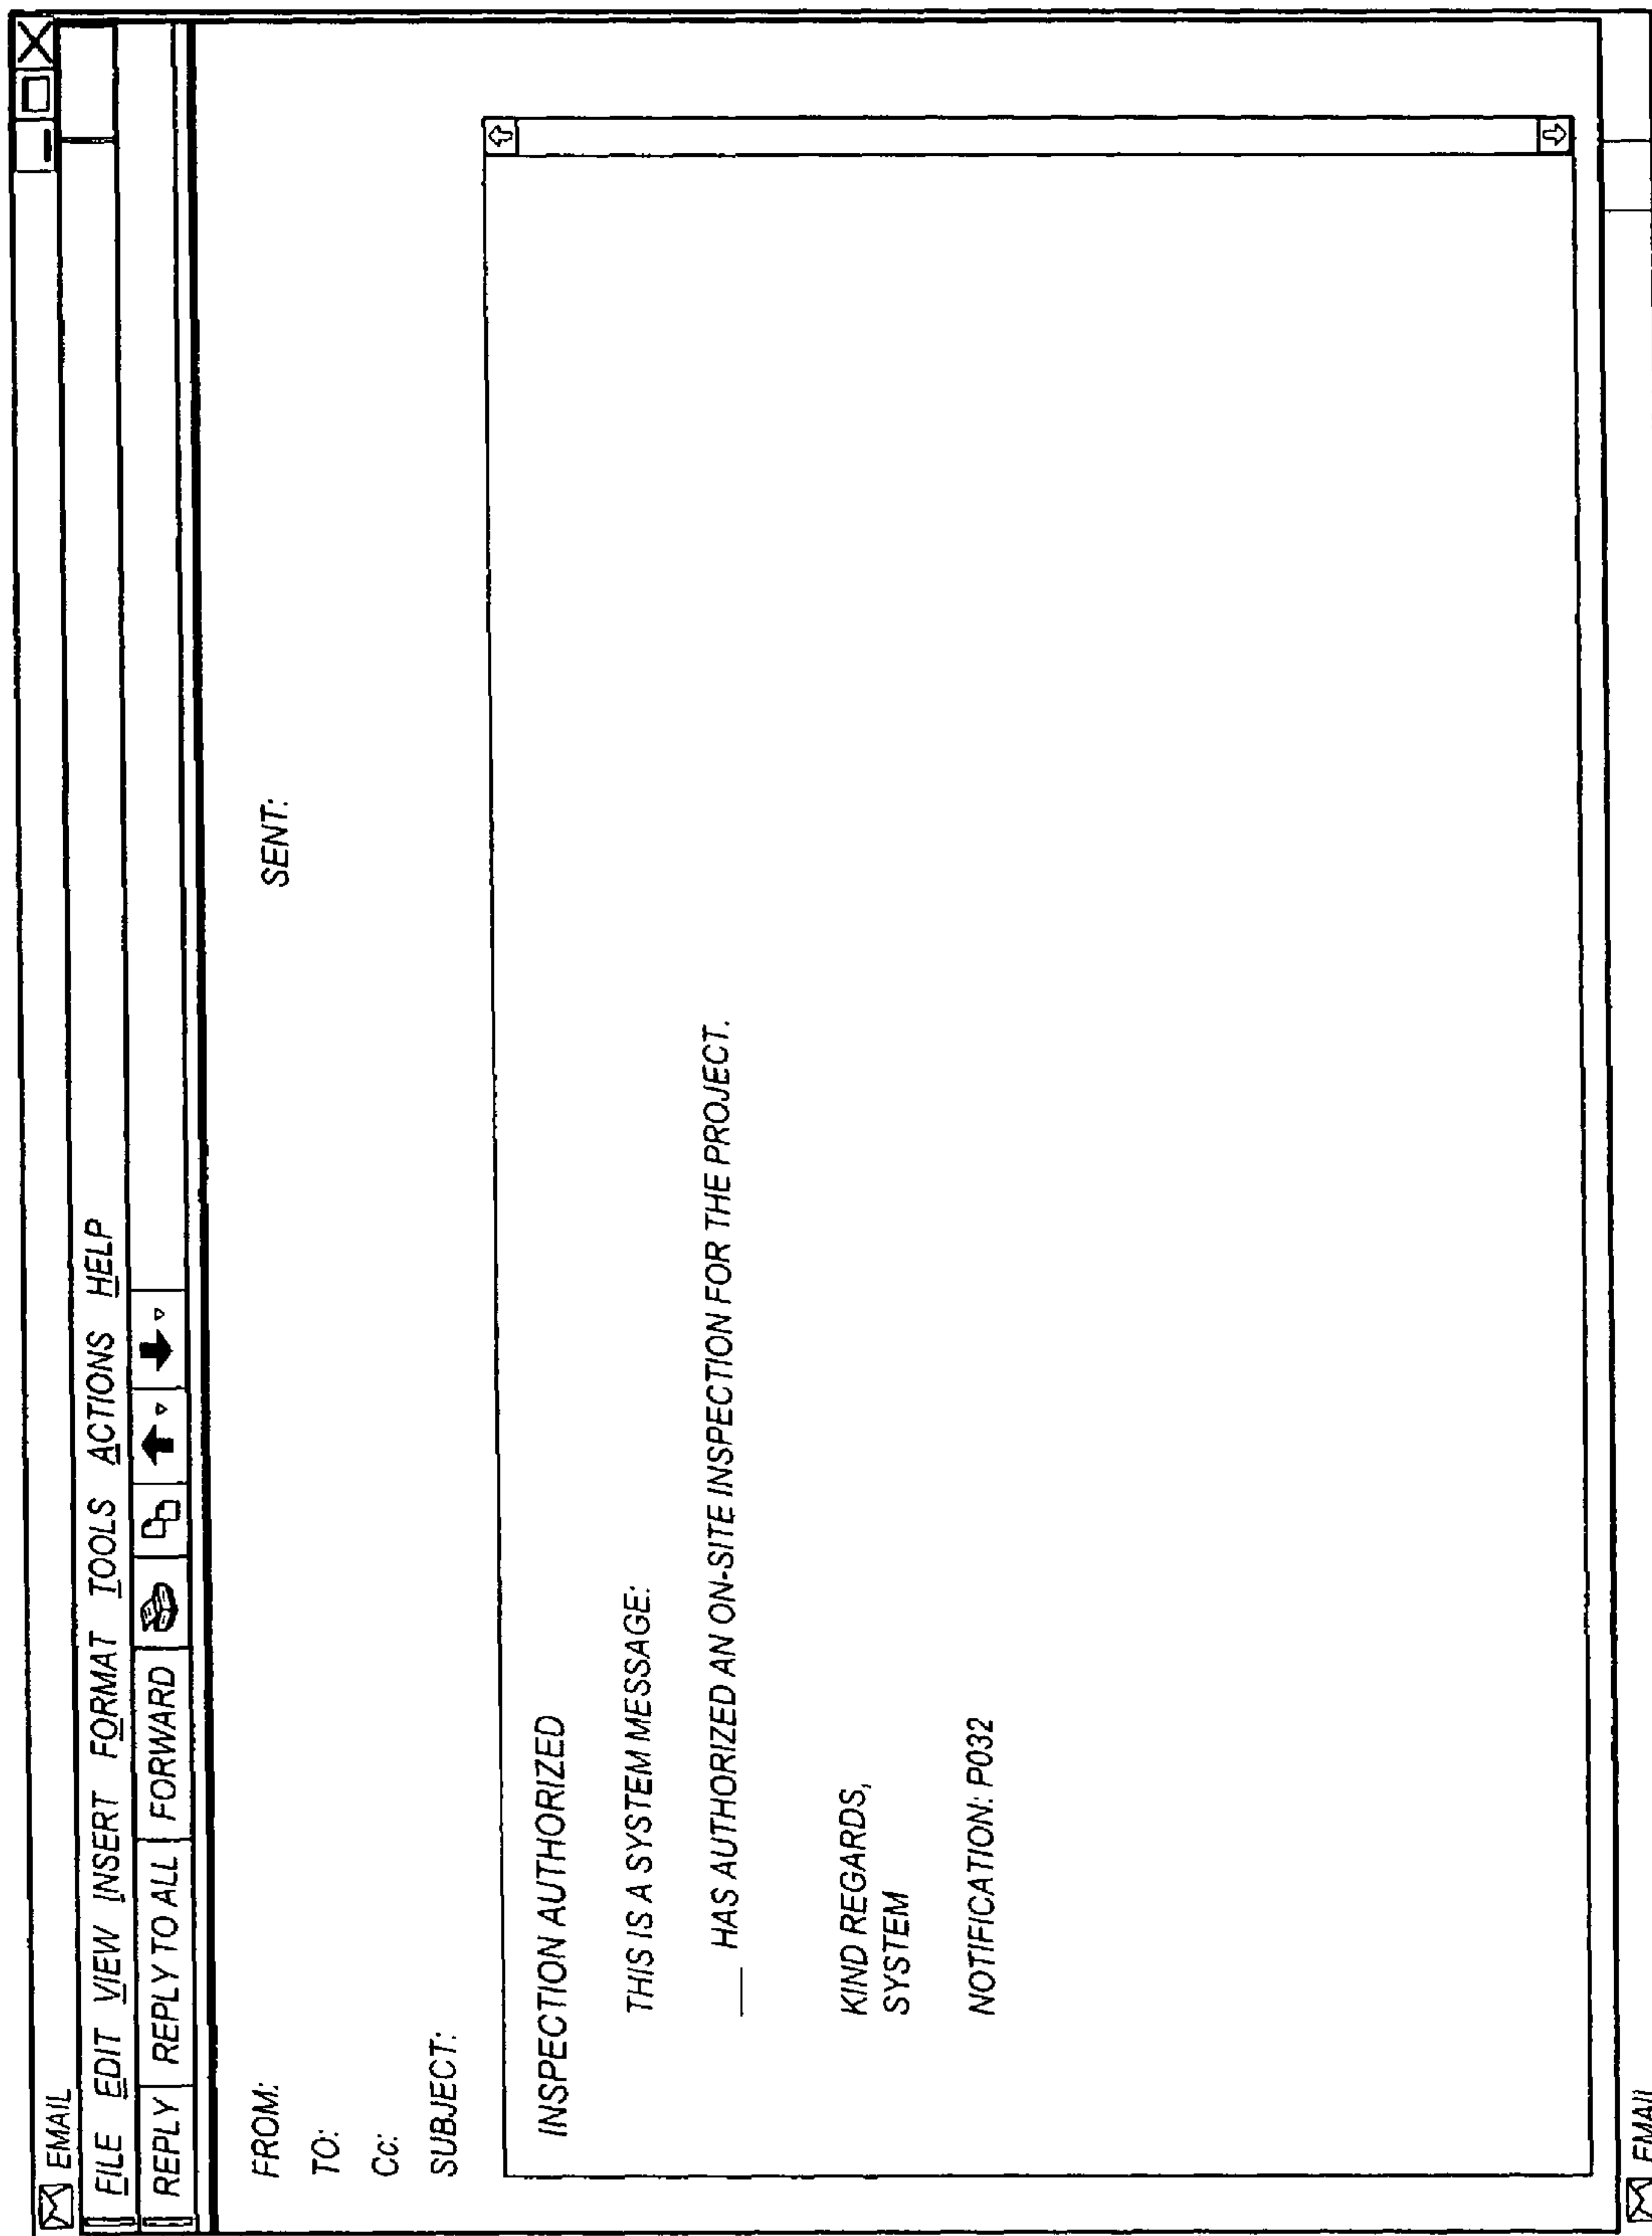 EMAIL
FILE EDIT VIEW INSERT FORMAT TOOLS ACTIONS HELP
REPLY REPLY TO ALL FORWARD
FROM: SENT:
TO:
Cc:
SUBJECT:
INSPECTION AUTHORIZED
THIS IS A SYSTEM MESSAGE:
___ HAS AUTHORIZED AN ON-SITE INSPECTION FOR THE PROJECT.
KIND REGARDS,
SYSTEM
NOTIFICATION: P032
EMAIL